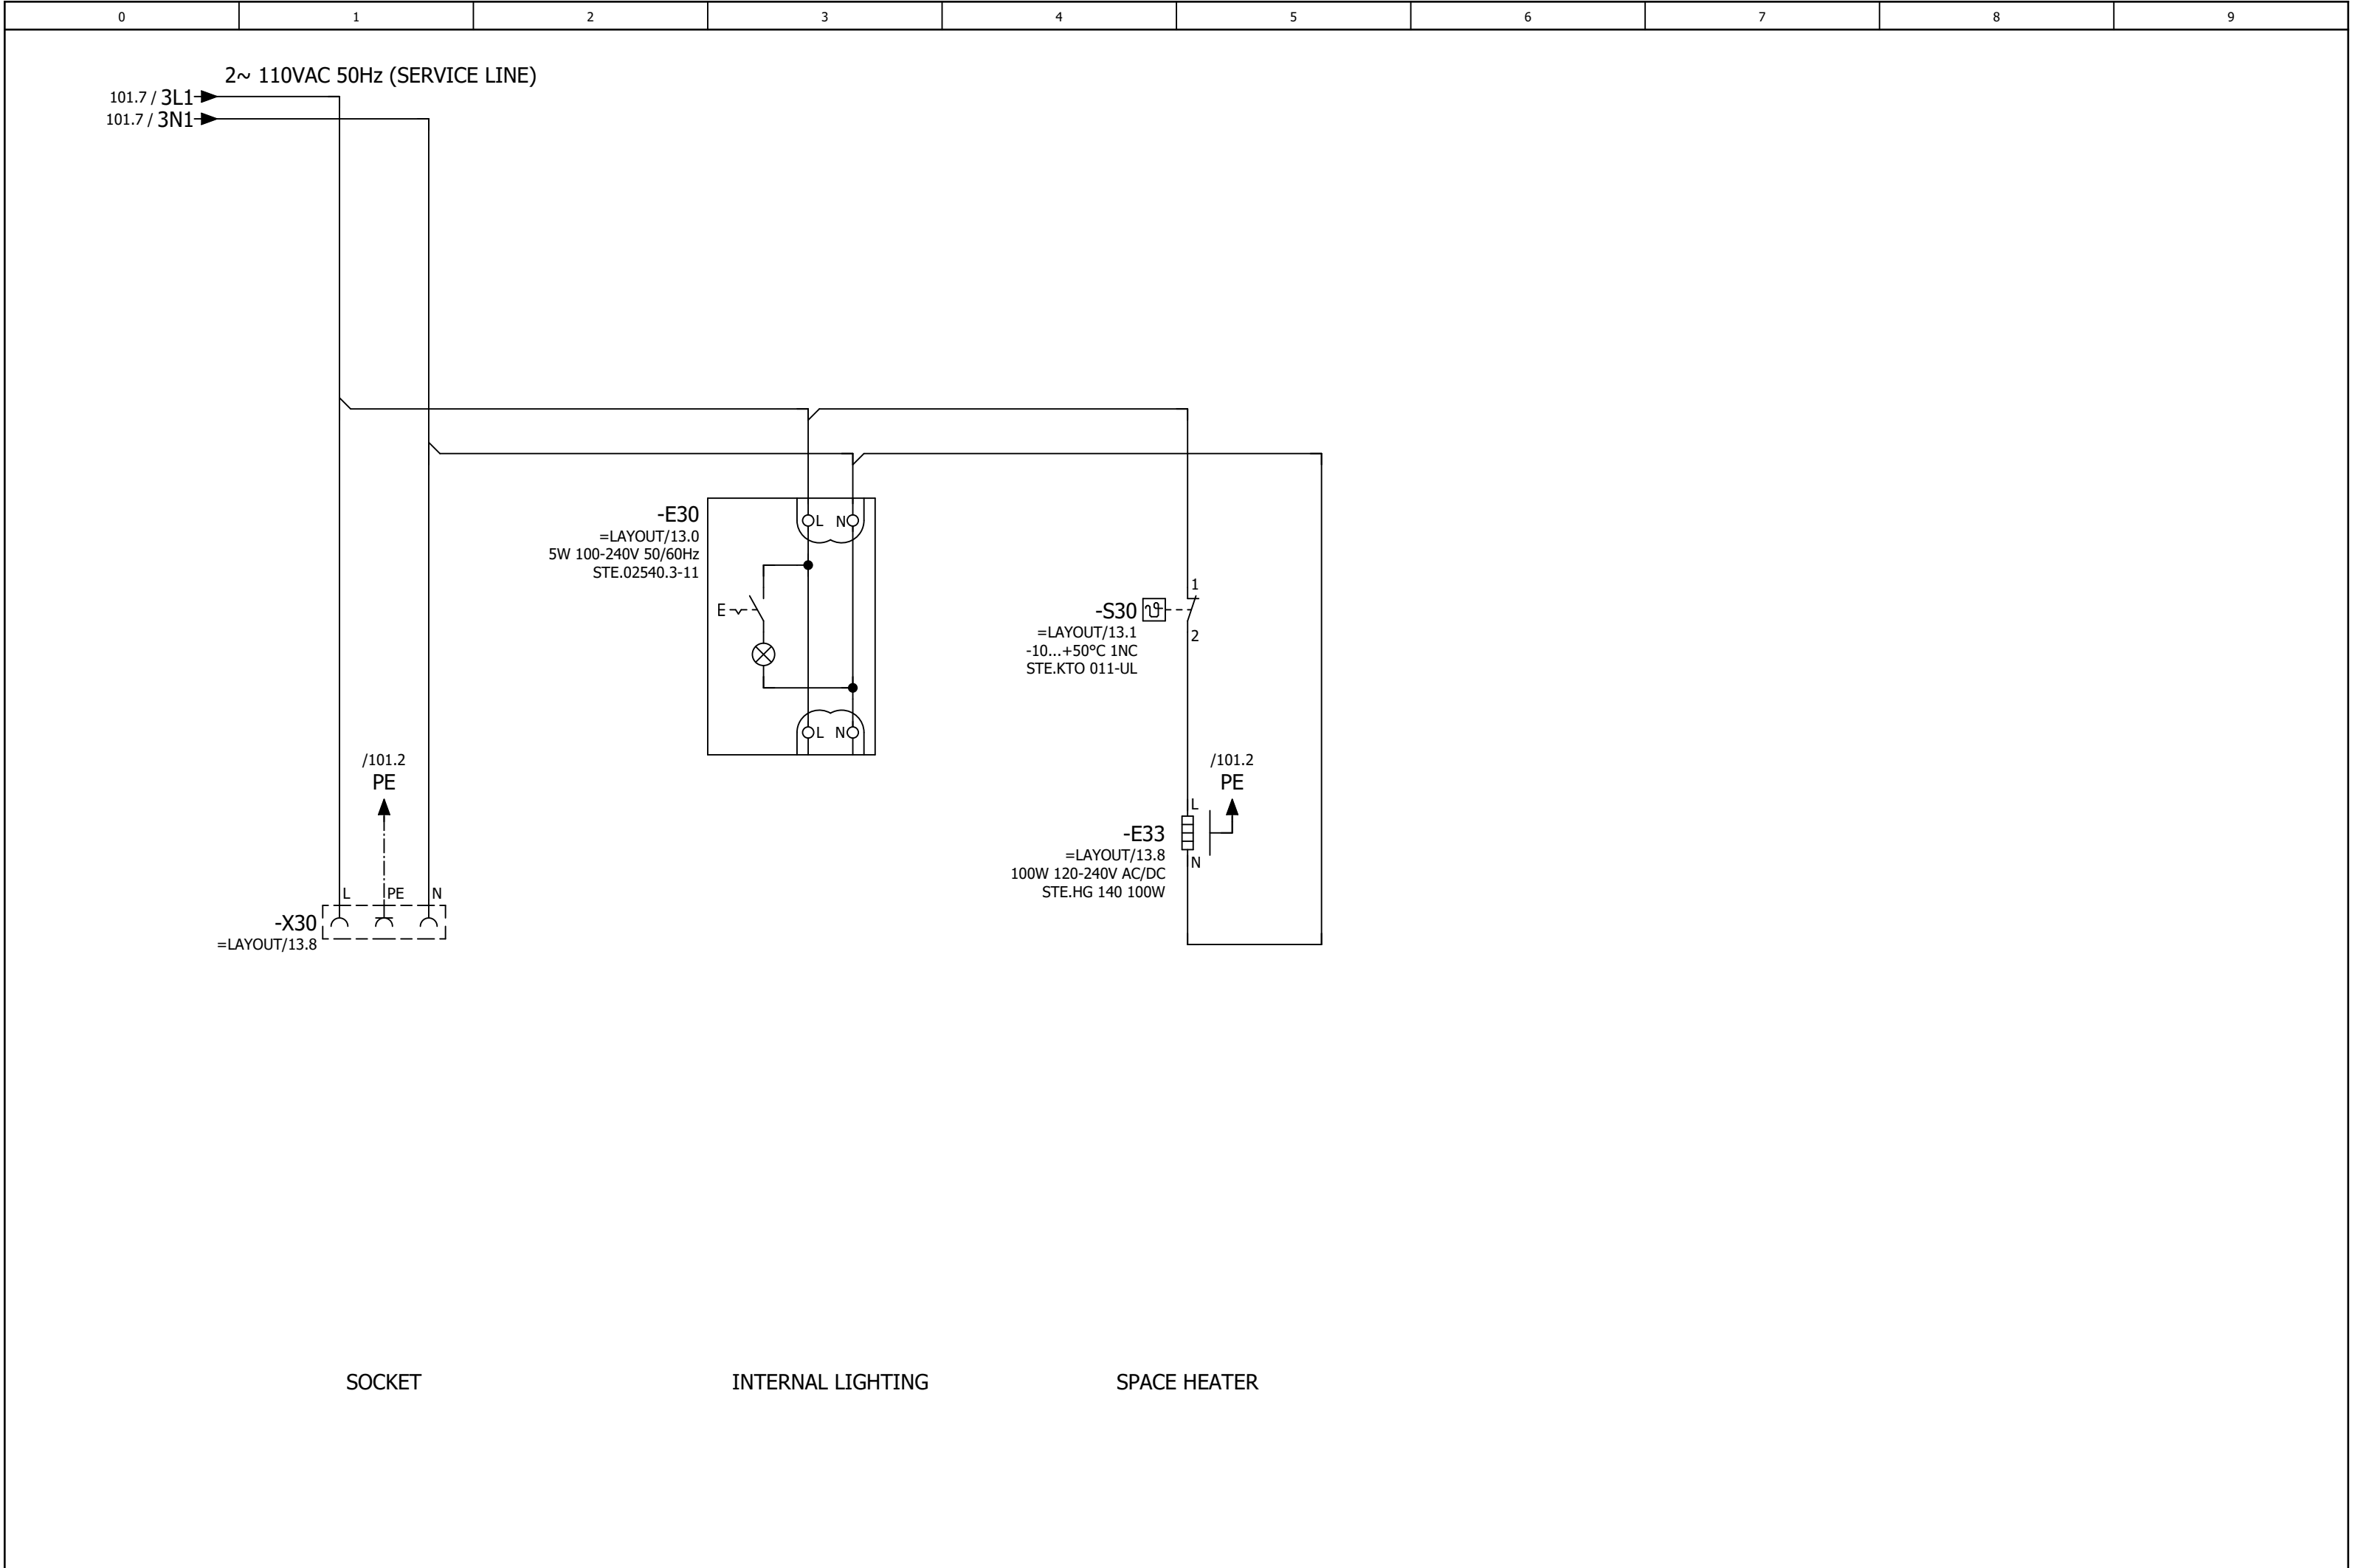 0 1 2 3 4 5 6 7 8 9
2~ 110VAC 50Hz (SERVICE LINE)
101.7 / 3L1
101.7 / 3N1
-E30
=LAYOUT/13.0
5W 100-240V 50/60Hz
STE.02540.3-11
L N
E
L N
-S30
=LAYOUT/13.1
-10...+50°C 1NC
STE.KTO 011-UL
1
2
/101.2
PE
L PE N
-X30
=LAYOUT/13.8
/101.2
PE
L
N
-E33
=LAYOUT/13.8
100W 120-240V AC/DC
STE.HG 140 100W
SOCKET
INTERNAL LIGHTING
SPACE HEATER